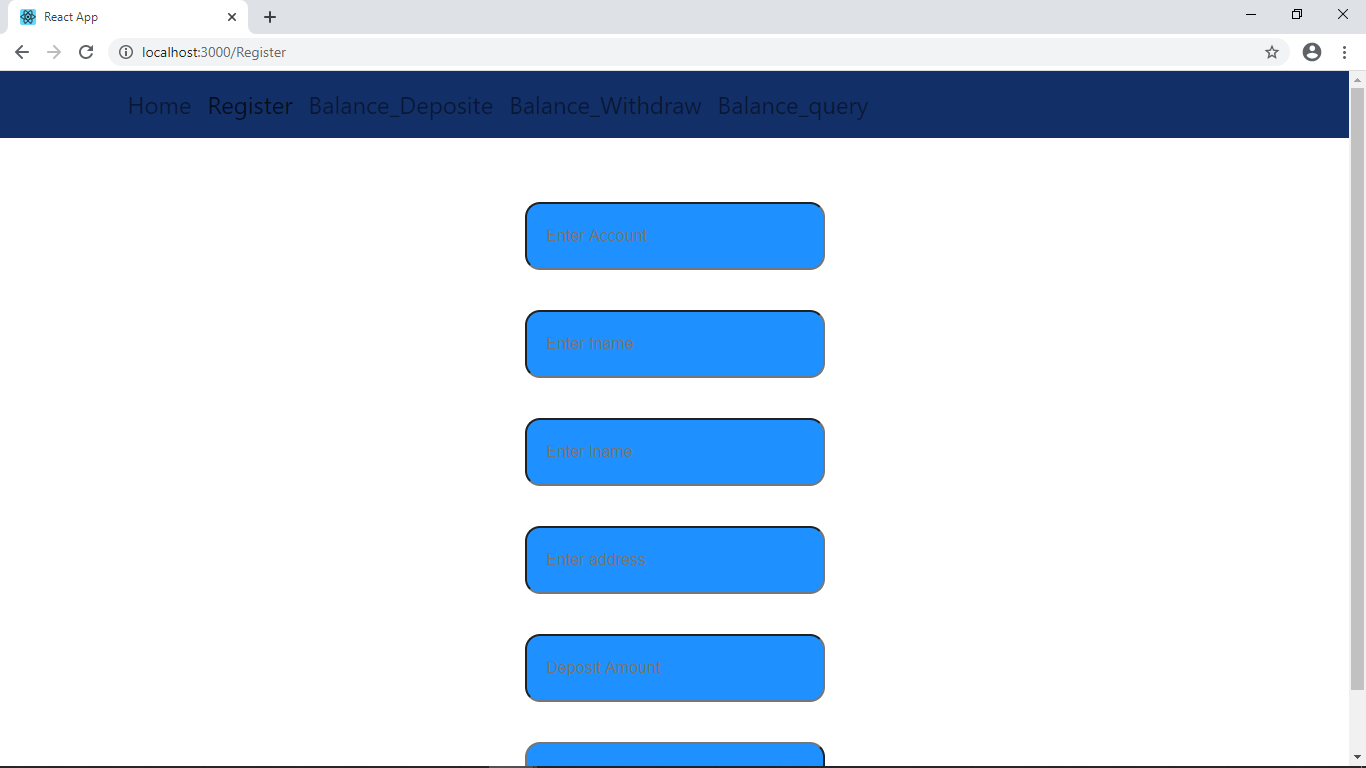 React App
localhost:3000/Register
Home Register Balance_Deposite Balance_Withdraw Balance_query
Enter Account
Enter fname
Enter lname
Enter address
Deposit Amount